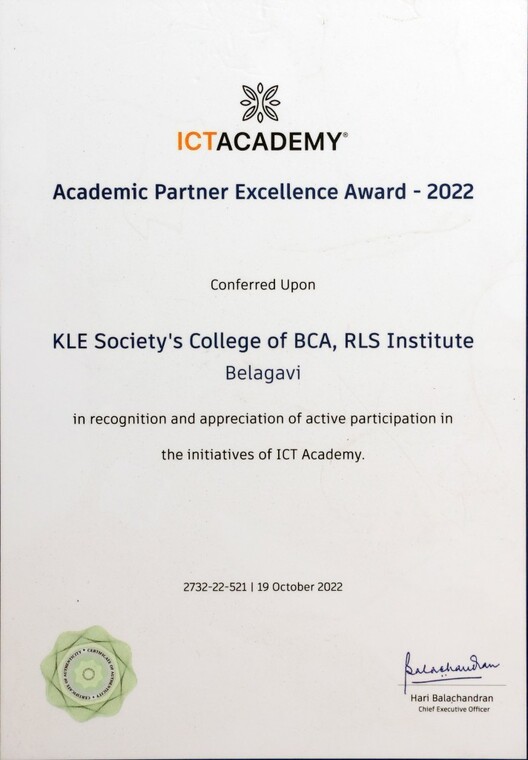 ICTACADEMY®
Academic Partner Excellence Award - 2022
Conferred Upon
KLE Society's College of BCA, RLS Institute
Belagavi
in recognition and appreciation of active participation in
the initiatives of ICT Academy.
2732-22-521 | 19 October 2022
CERTIFICATE OF AUTHENTICITY • CERTIFICATE OF AUTHENTICITY •
Balachandran
Hari Balachandran
Chief Executive Officer